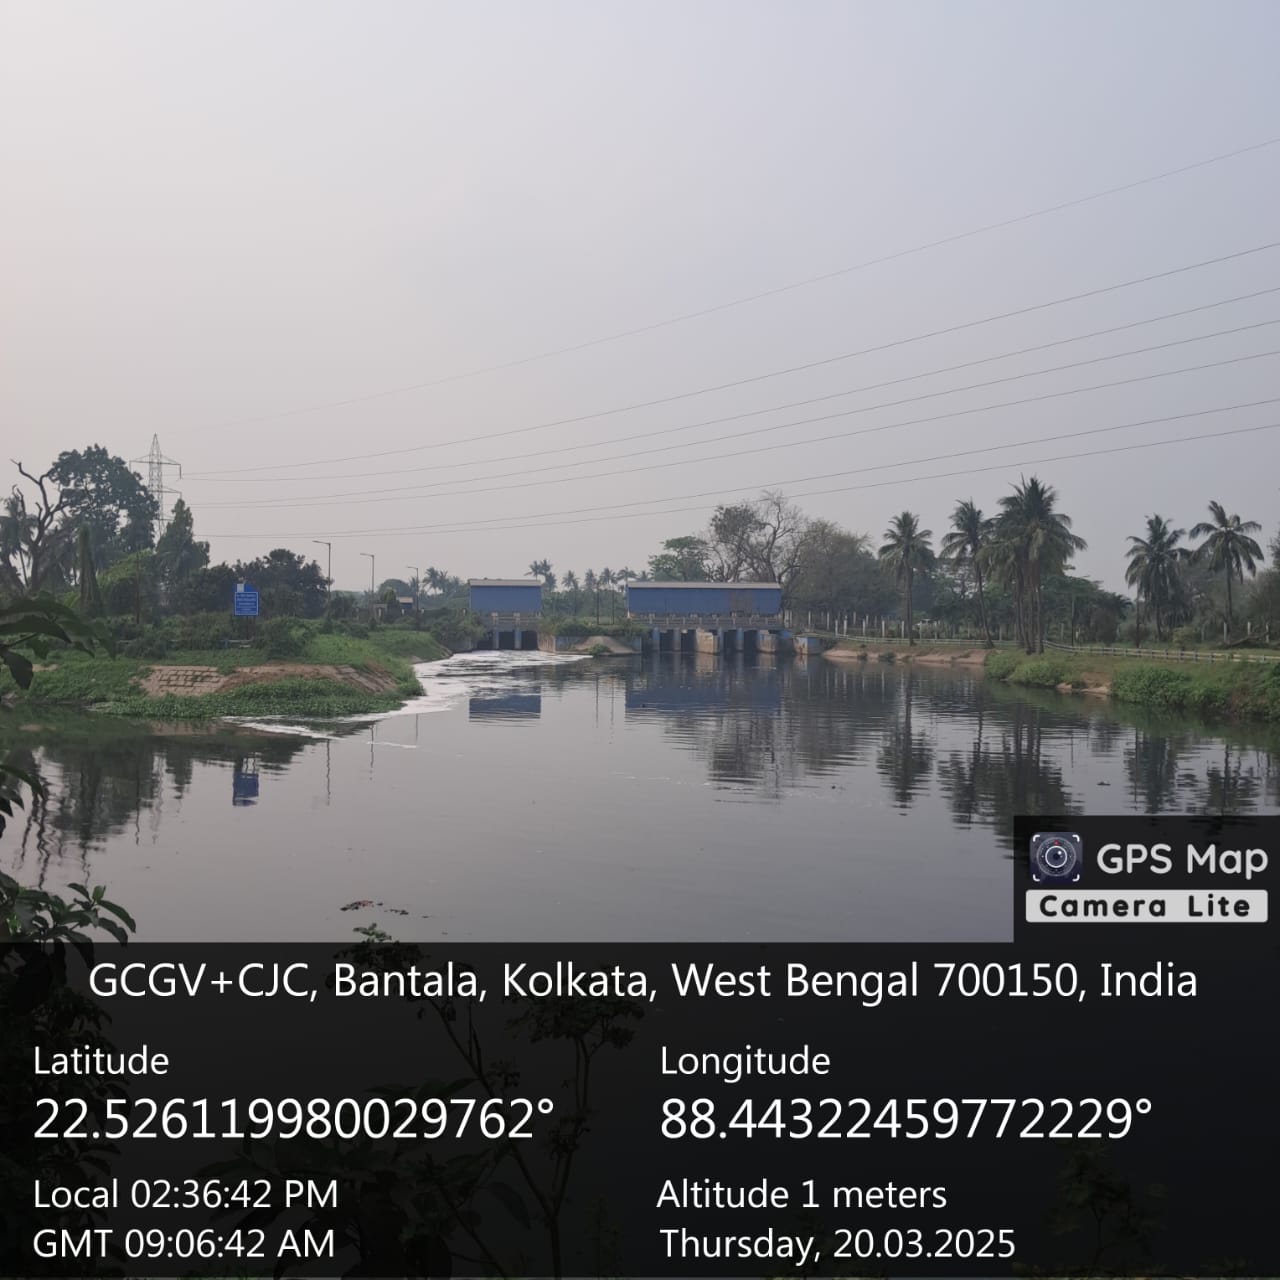 GPS Map
Camera Lite
GCGV+CJC, Bantala, Kolkata, West Bengal 700150, India
Latitude
22.526119980029762°
Longitude
88.44322459772229°
Local 02:36:42 PM
GMT 09:06:42 AM
Altitude 1 meters
Thursday, 20.03.2025